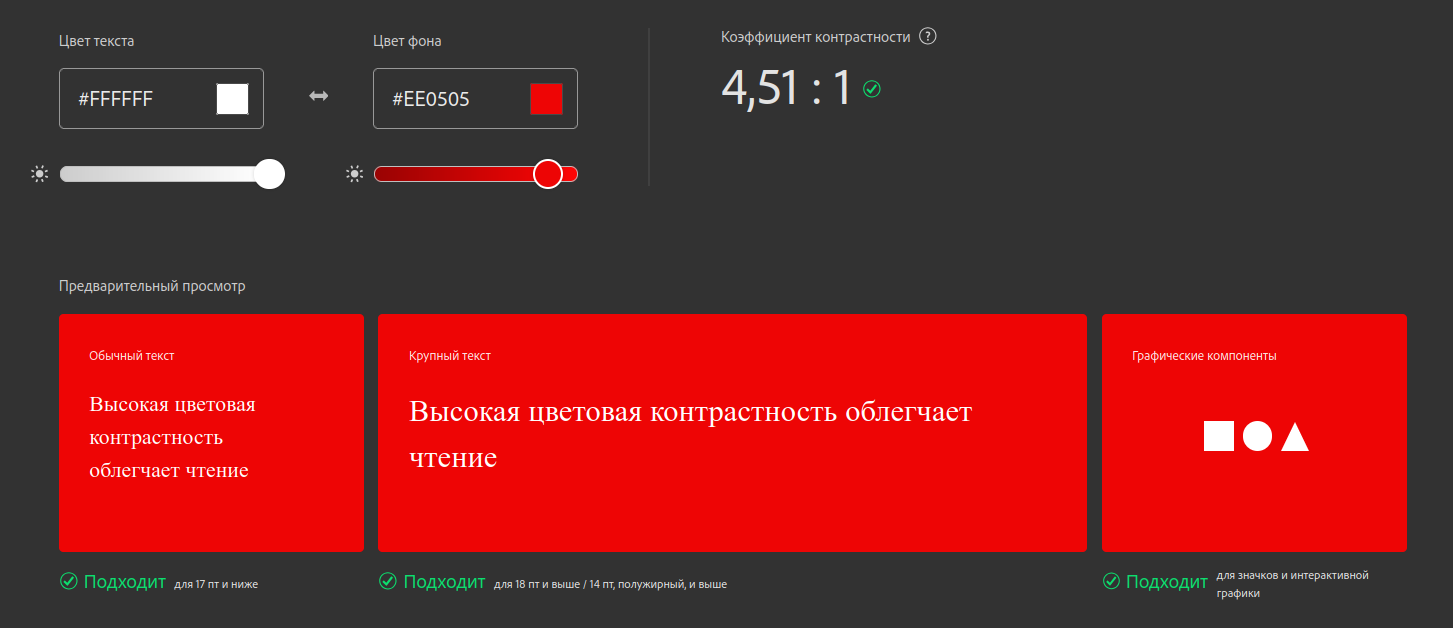 Цвет текста
Цвет фона
Коэффициент контрастности ?
#FFFFFF
#EE0505
4,51 : 1
Предварительный просмотр
Обычный текст
Высокая цветовая
контрастность
облегчает чтение
Крупный текст
Высокая цветовая контрастность облегчает
чтение
Графические компоненты
Подходит для 17 пт и ниже
Подходит для 18 пт и выше / 14 пт, полужирный, и выше
Подходит для значков и интерактивной
графики